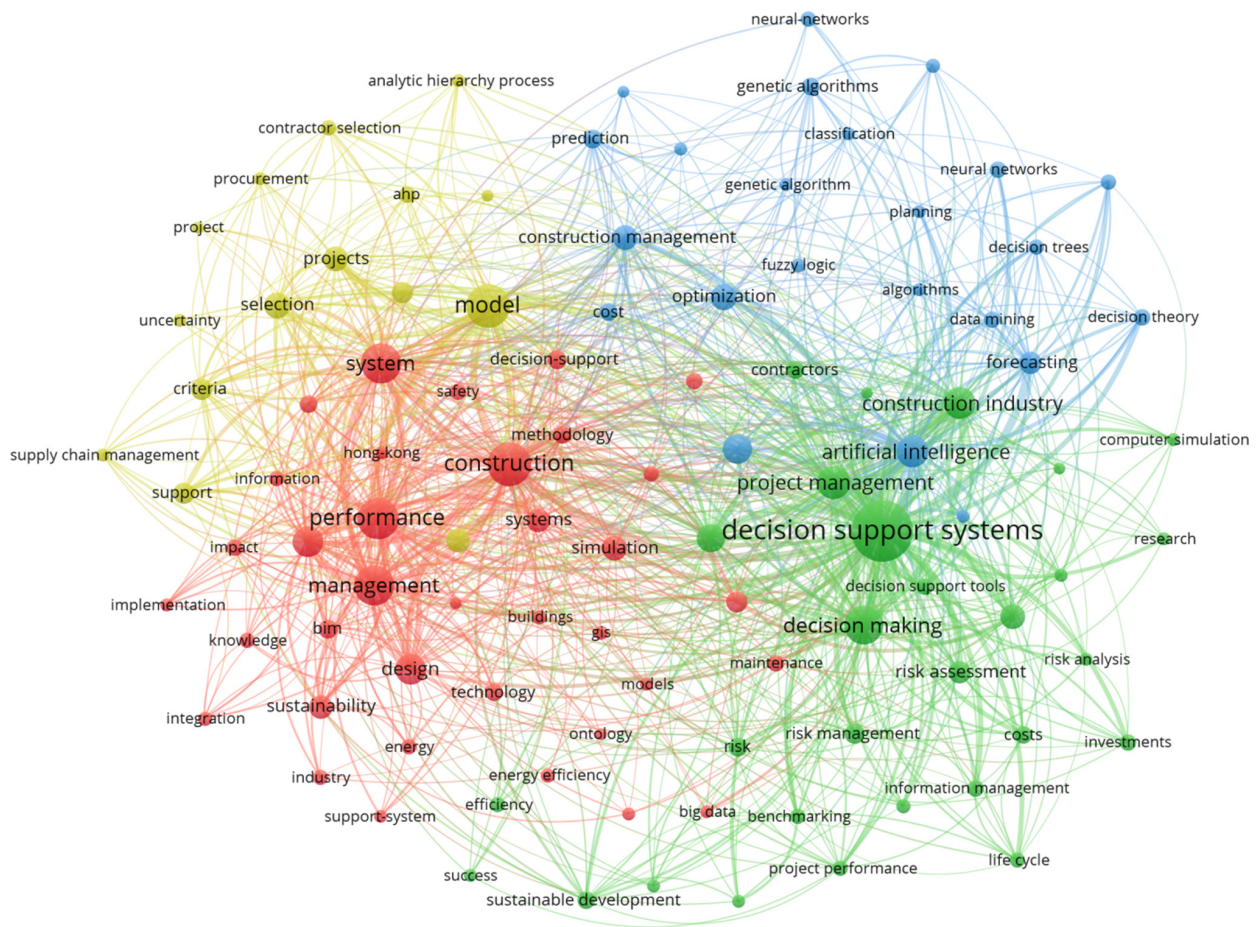 neural-networks
analytic hierarchy process
genetic algorithms
contractor selection
prediction
classification
neural networks
procurement
ahp
genetic algorithm
planning
project
construction management
decision trees
projects
fuzzy logic
selection
model
cost
optimization
algorithms
uncertainty
data mining
decision theory
system
decision-support
contractors
forecasting
criteria
safety
construction industry
methodology
computer simulation
supply chain management
hong-kong
construction
artificial intelligence
information
support
project management
performance
systems
decision support systems
impact
simulation
research
management
decision support tools
implementation
buildings
knowledge
bim
gis
decision making
design
maintenance
risk assessment
risk analysis
technology
models
integration
sustainability
energy
ontology
risk
risk management
costs
investments
industry
energy efficiency
information management
support-system
efficiency
big data
benchmarking
success
project performance
life cycle
sustainable development